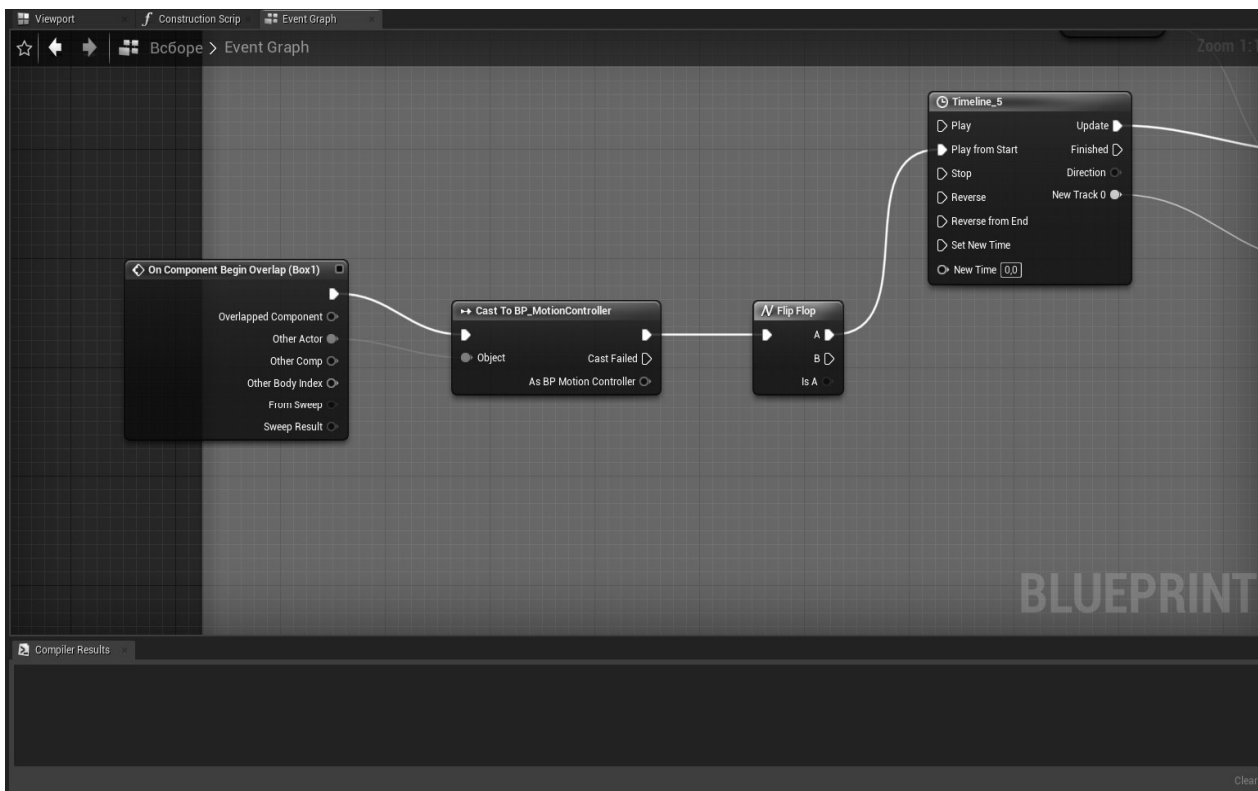 Viewport
Construction Scrip
Event Graph
Всборе > Event Graph
Zoom 1:1
Timeline_5
Play
Update
Play from Start
Finished
Stop
Direction
Reverse
New Track 0
Reverse from End
Set New Time
New Time 0,0
On Component Begin Overlap (Box1)
Overlapped Component
Other Actor
Other Comp
Other Body Index
From Sweep
Sweep Result
Cast To BP_MotionController
Object
Cast Failed
As BP Motion Controller
Flip Flop
A
B
Is A
BLUEPRINT
Compiler Results
Clear